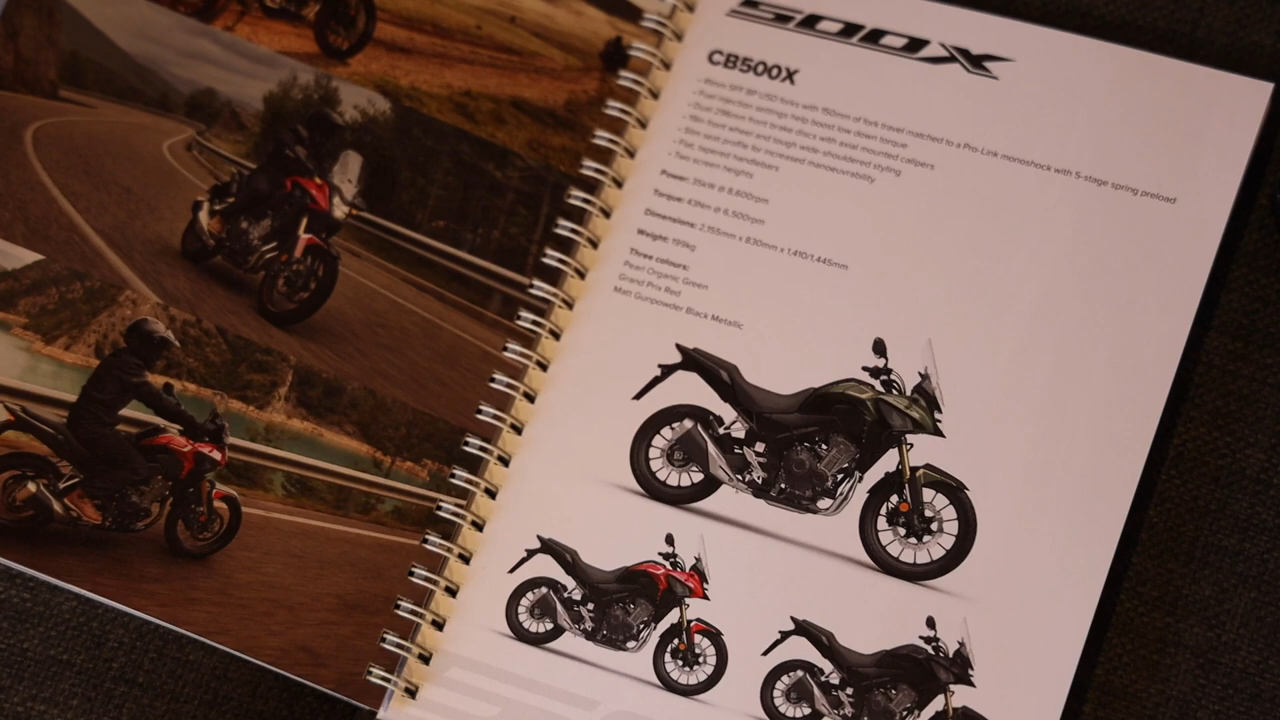 500X
CB500X
• 41mm SFF BP USD forks with 150mm of fork travel matched to a Pro-Link monoshock with 5-stage spring preload
• Fuel injection settings help boost low down torque
• Dual 296mm front brake discs with axial mounted calipers
• 19in front wheel and tough wide-shouldered styling
• Slim seat profile for increased manoeuvrability
• Flat, tapered handlebars
• Two screen heights
Power: 35kW @ 8,600rpm
Torque: 43Nm @ 6,500rpm
Dimensions: 2,155mm x 830mm x 1,410/1,445mm
Weight: 199kg
Three colours:
Pearl Organic Green
Grand Prix Red
Matt Gunpowder Black Metallic